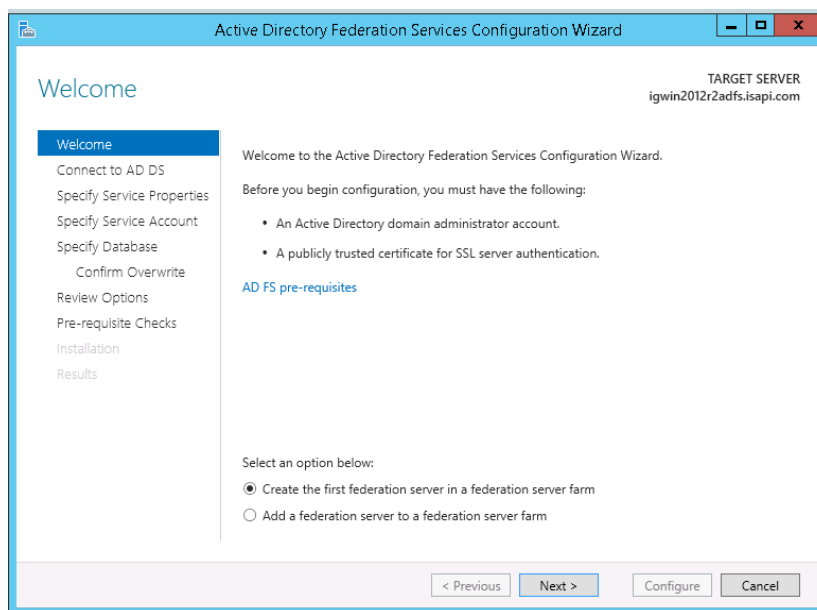 Active Directory Federation Services Configuration Wizard
Welcome
TARGET SERVER
igwin2012r2adfs.isapi.com
Welcome
Connect to AD DS
Specify Service Properties
Specify Service Account
Specify Database
Confirm Overwrite
Review Options
Pre-requisite Checks
Installation
Results
Welcome to the Active Directory Federation Services Configuration Wizard.
Before you begin configuration, you must have the following:
• An Active Directory domain administrator account.
• A publicly trusted certificate for SSL server authentication.
AD FS pre-requisites
Select an option below:
Create the first federation server in a federation server farm
Add a federation server to a federation server farm
< Previous
Next >
Configure
Cancel